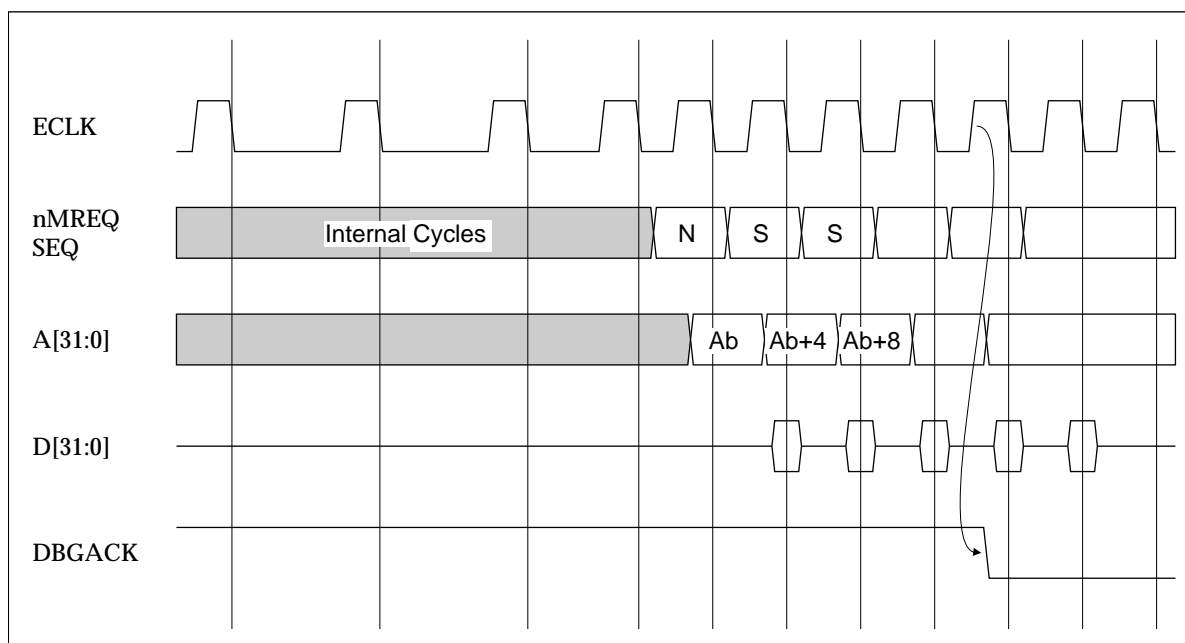 ECLK
nMREQ
SEQ
Internal Cycles
N
S
S
A[31:0]
Ab
Ab+4
Ab+8
D[31:0]
DBGACK